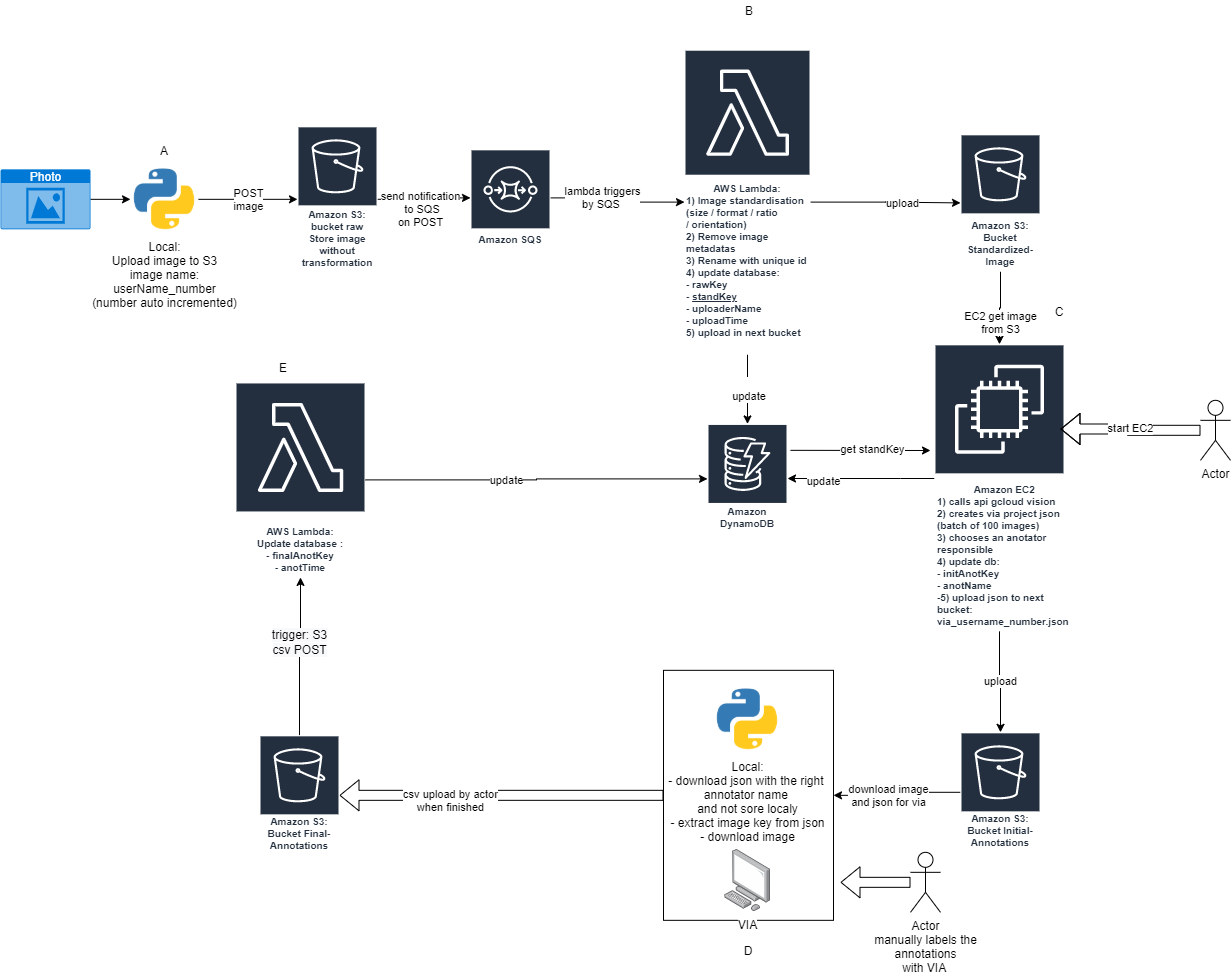 B
A
Photo
POST
image
Local:
Upload image to S3
image name:
userName_number
(number auto incremented)
Amazon S3:
bucket raw
Store image
without
transformation
send notification
to SQS
on POST
Amazon SQS
lambda triggers
by SQS
AWS Lambda:
1) Image standardisation
(size / format / ratio
/ orientation)
2) Remove image
metadatas
3) Rename with unique id
4) update database:
- rawKey
- standKey
- uploaderName
- uploadTime
5) upload in next bucket
upload
Amazon S3:
Bucket
Standardized-
Image
EC2 get image
from S3
C
E
update
get standKey
start EC2
Actor
update
update
Amazon
DynamoDB
Amazon EC2
1) calls api gcloud vision
2) creates via project json
(batch of 100 images)
3) chooses an anotator
responsible
4) update db:
- initAnotKey
- anotName
-5) upload json to next
bucket:
via_username_number.json
AWS Lambda:
Update database :
- finalAnotKey
- anotTime
trigger: S3
csv POST
upload
Local:
- download json with the right
annotator name
and not sore localy
- extract image key from json
- download image
download image
and json for via
csv upload by actor
when finished
Amazon S3:
Bucket Final-
Annotations
Amazon S3:
Bucket Initial-
Annotations
VIA
D
Actor
manually labels the
annotations
with VIA